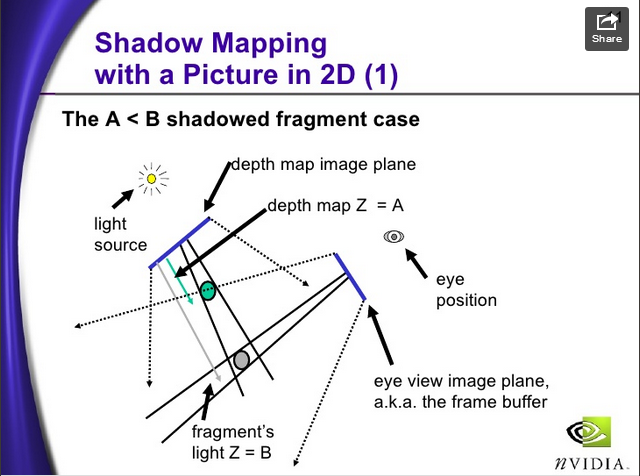 Share
Shadow Mapping
with a Picture in 2D (1)
The A < B shadowed fragment case
depth map image plane
depth map Z = A
light
source
eye
position
eye view image plane,
a.k.a. the frame buffer
fragment's
light Z = B
nVIDIA